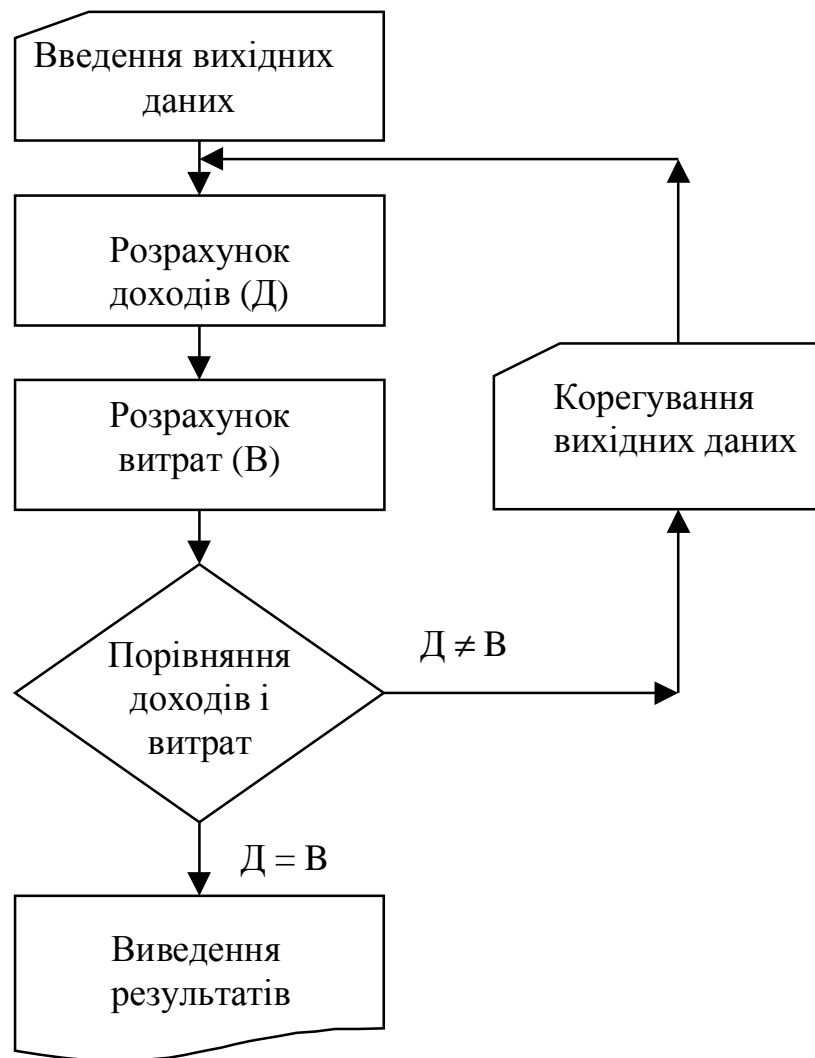 Введення вихідних
даних
Розрахунок
доходів (Д)
Розрахунок
витрат (В)
Корегування
вихідних даних
Порівняння
доходів і
витрат
Д ≠ В
Д = В
Виведення
результатів